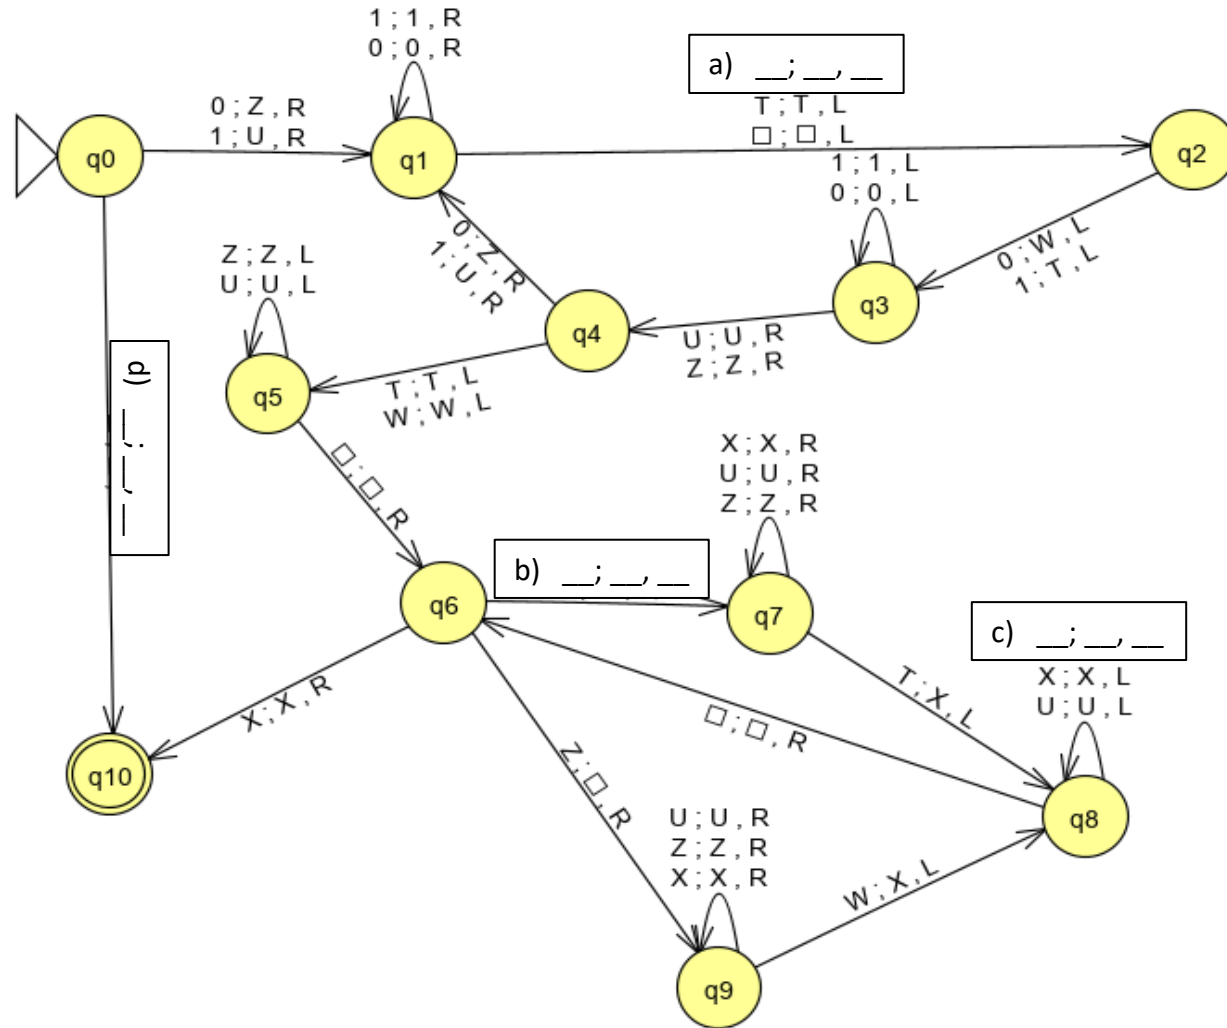 1 ; 1 , R
0 ; 0 , R
a) __; __, __
T ; T , L
□ ; □ , L
0 ; Z , R
1 ; U , R
q0
q1
q2
1 ; 1 , L
0 ; 0 , L
0 ; W , L
1 ; T , L
0 ; Z , R
1 ; U , R
Z ; Z , L
U ; U , L
q3
q4
U ; U , R
Z ; Z , R
d) __; __, __
q5
T ; T , L
W ; W , L
□ ; □ , R
X ; X , R
U ; U , R
Z ; Z , R
b) __; __, __
q6
q7
c) __; __, __
X ; X , L
U ; U , L
T ; X , L
□ ; □ , R
X ; X , R
Z ; □ , R
q10
q8
U ; U , R
Z ; Z , R
X ; X , R
W ; X , L
q9